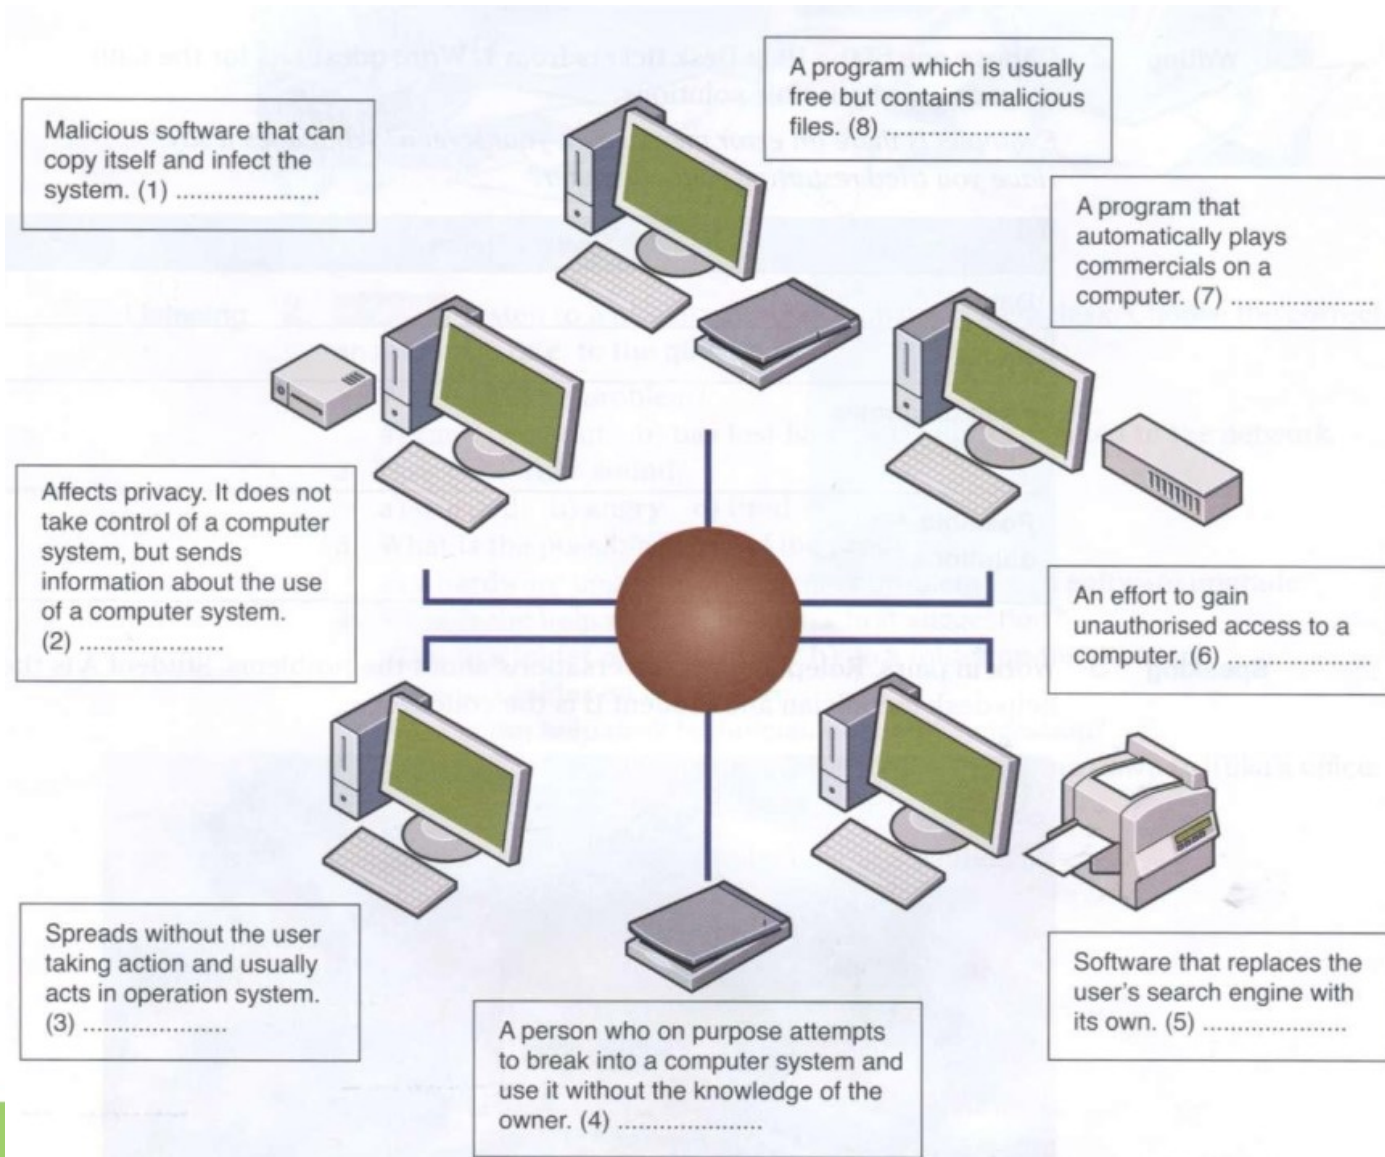 Malicious software that can
copy itself and infect the
system. (1) .....................
A program which is usually
free but contains malicious
files. (8) .....................
A program that
automatically plays
commercials on a
computer. (7) .....................
Affects privacy. It does not
take control of a computer
system, but sends
information about the use
of a computer system.
(2) .....................
An effort to gain
unauthorised access to a
computer. (6) .....................
Spreads without the user
taking action and usually
acts in operation system.
(3) .....................
A person who on purpose attempts
to break into a computer system and
use it without the knowledge of the
owner. (4) .....................
Software that replaces the
user's search engine with
its own. (5) .....................